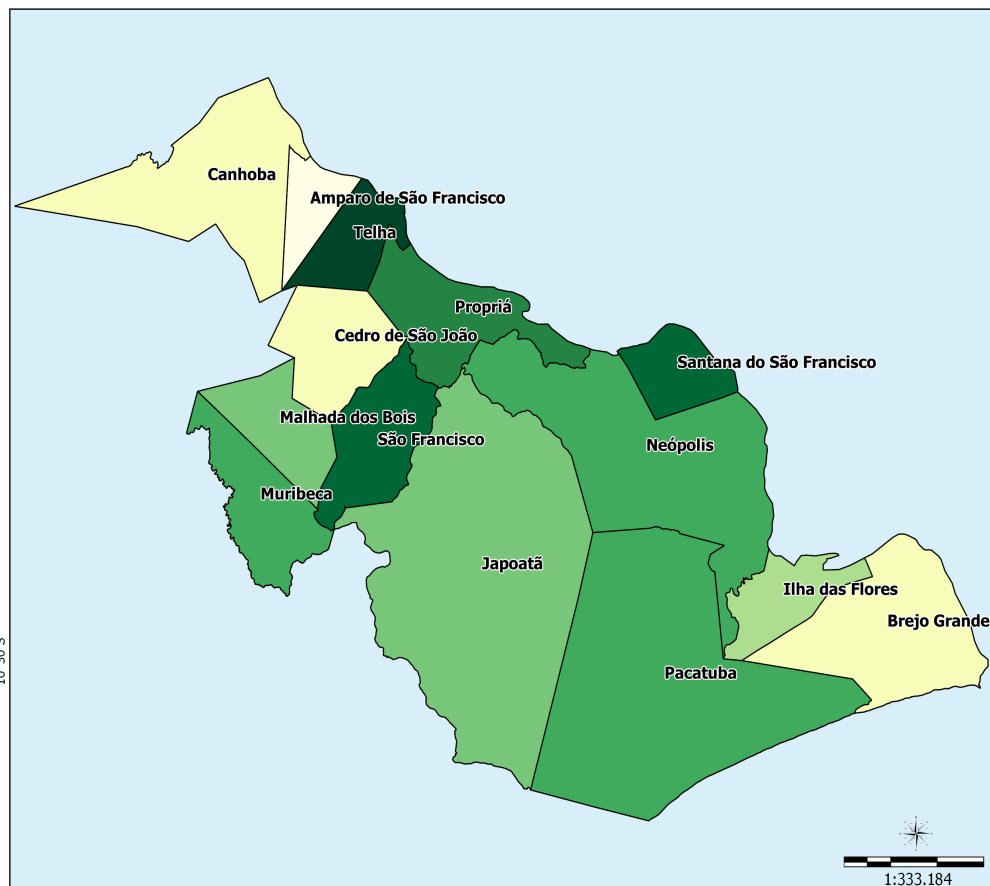 Canhoba
Amparo de São Francisco
Telha
Propriá
Cedro de São João
Santana do São Francisco
Malhada dos Bois
São Francisco
Neópolis
Muribeca
Japoatã
Ilha das Flores
Brejo Grande
Pacatuba
1:333.184